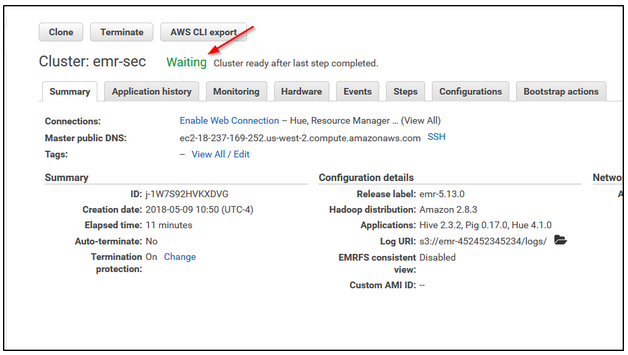 Clone Terminate AWS CLI export
Cluster: emr-sec Waiting Cluster ready after last step completed.
Summary Application history Monitoring Hardware Events Steps Configurations Bootstrap actions
Connections: Enable Web Connection – Hue, Resource Manager ... (View All)
Master public DNS: ec2-18-237-169-252.us-west-2.compute.amazonaws.com SSH
Tags: -- View All / Edit
Summary
ID: j-1W7S92HVKXDVG
Creation date: 2018-05-09 10:50 (UTC-4)
Elapsed time: 11 minutes
Auto-terminate: No
Termination protection: On Change
Configuration details
Release label: emr-5.13.0
Hadoop distribution: Amazon 2.8.3
Applications: Hive 2.3.2, Pig 0.17.0, Hue 4.1.0
Log URI: s3://emr-452452345234/logs/
EMRFS consistent view: Disabled
Custom AMI ID: --